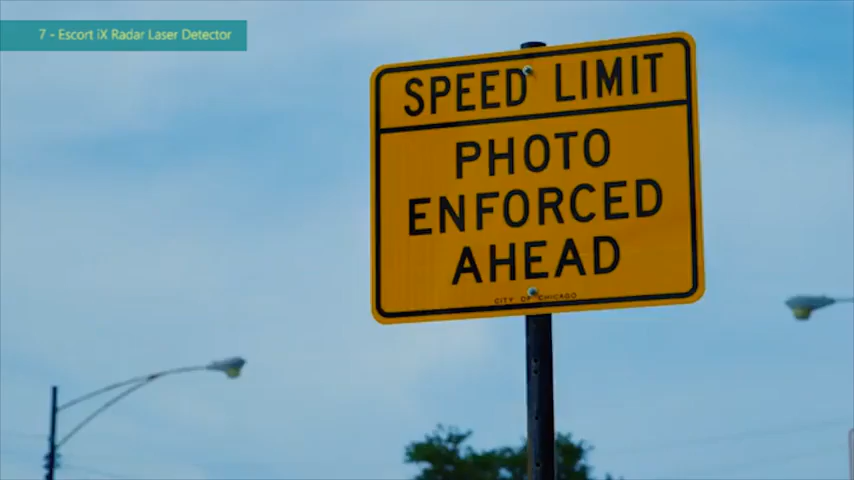 7 - Escort iX Radar Laser Detector
SPEED LIMIT
PHOTO
ENFORCED
AHEAD
CITY OF CHICAGO